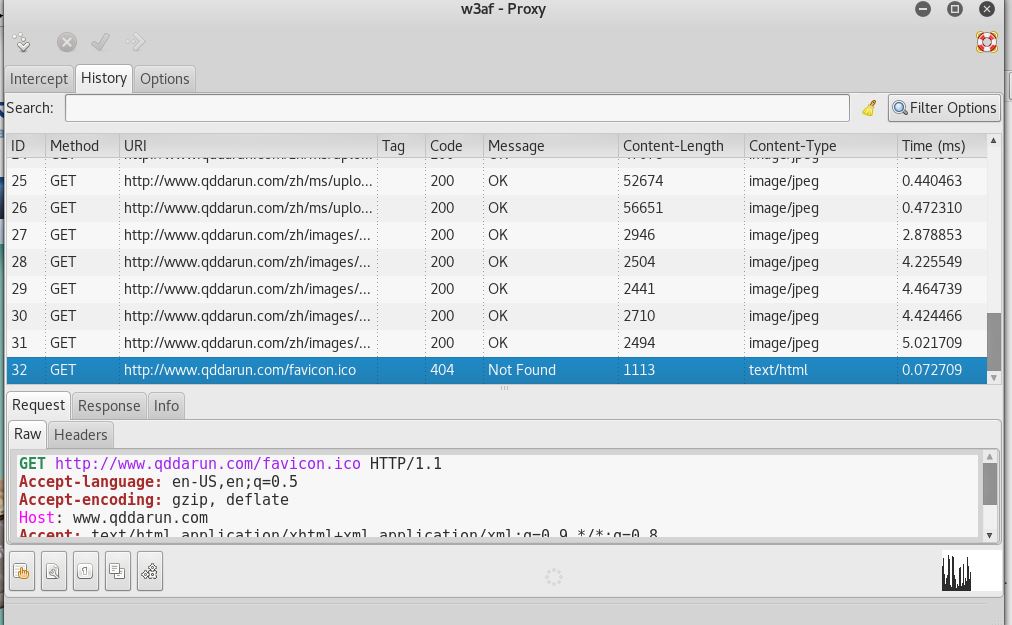 w3af - Proxy
Intercept History Options
Search: Filter Options
ID Method URI Tag Code Message Content-Length Content-Type Time (ms)
25 GET http://www.qddarun.com/zh/ms/uplo... 200 OK 52674 image/jpeg 0.440463
26 GET http://www.qddarun.com/zh/ms/uplo... 200 OK 56651 image/jpeg 0.472310
27 GET http://www.qddarun.com/zh/images/... 200 OK 2946 image/jpeg 2.878853
28 GET http://www.qddarun.com/zh/images/... 200 OK 2504 image/jpeg 4.225549
29 GET http://www.qddarun.com/zh/images/... 200 OK 2441 image/jpeg 4.464739
30 GET http://www.qddarun.com/zh/images/... 200 OK 2710 image/jpeg 4.424466
31 GET http://www.qddarun.com/zh/images/... 200 OK 2494 image/jpeg 5.021709
32 GET http://www.qddarun.com/favicon.ico 404 Not Found 1113 text/html 0.072709
Request Response Info
Raw Headers
GET http://www.qddarun.com/favicon.ico HTTP/1.1
Accept-language: en-US,en;q=0.5
Accept-encoding: gzip, deflate
Host: www.qddarun.com
Accept: text/html,application/xhtml+xml,application/xml;q=0.9,*/*;q=0.8